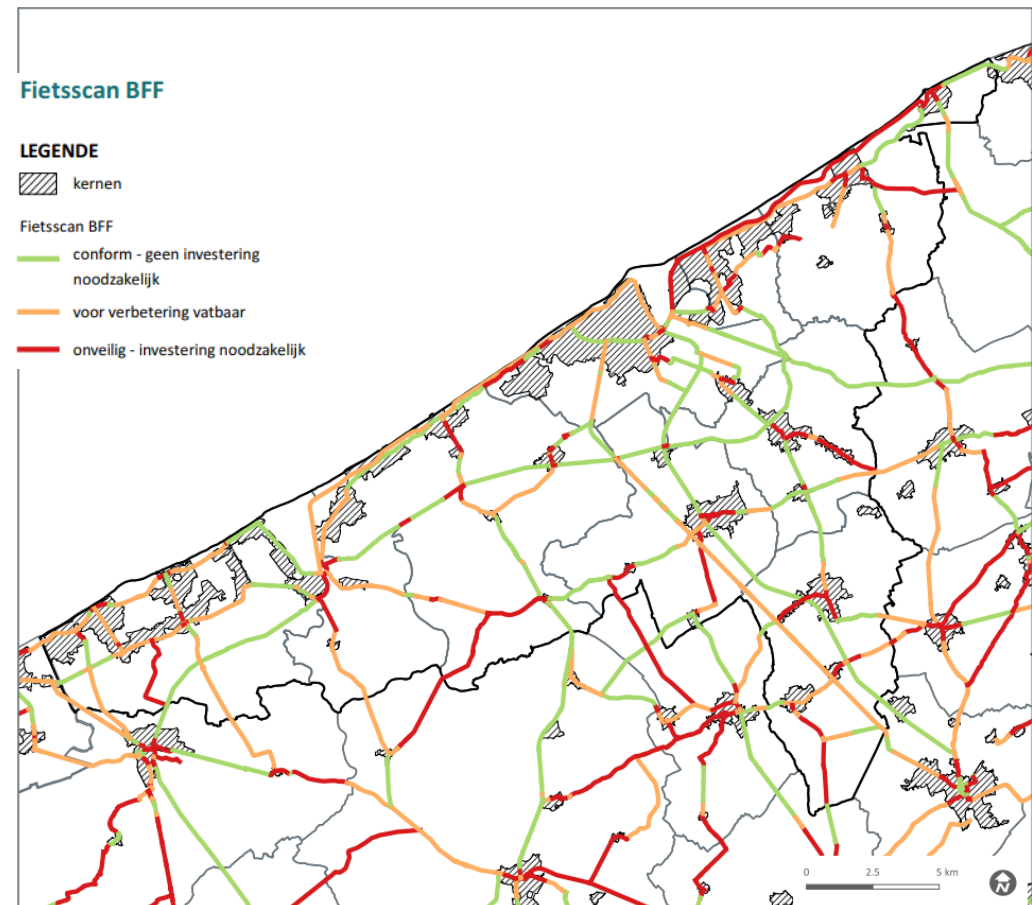 Fietsscan BFF
LEGENDE
kernen
Fietsscan BFF
conform - geen investering
noodzakelijk
voor verbetering vatbaar
onveilig - investering noodzakelijk
0 2.5 5 km
N